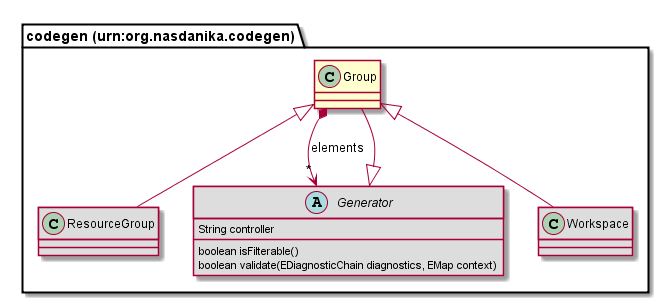 codegen (urn:org.nasdanika.codegen)
C Group
elements
*
C ResourceGroup
A Generator
String controller
boolean isFilterable()
boolean validate(EDiagnosticChain diagnostics, EMap context)
C Workspace